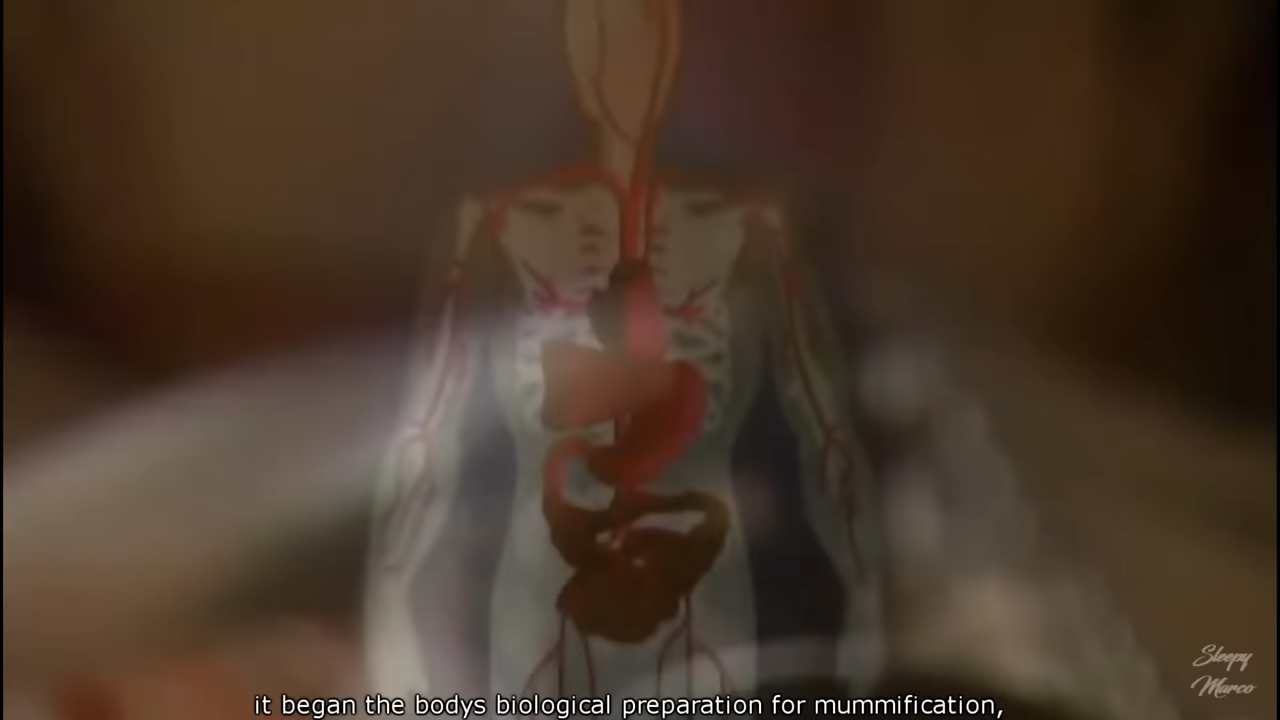 Sleepy
Marco
it began the bodys biological preparation for mummification,